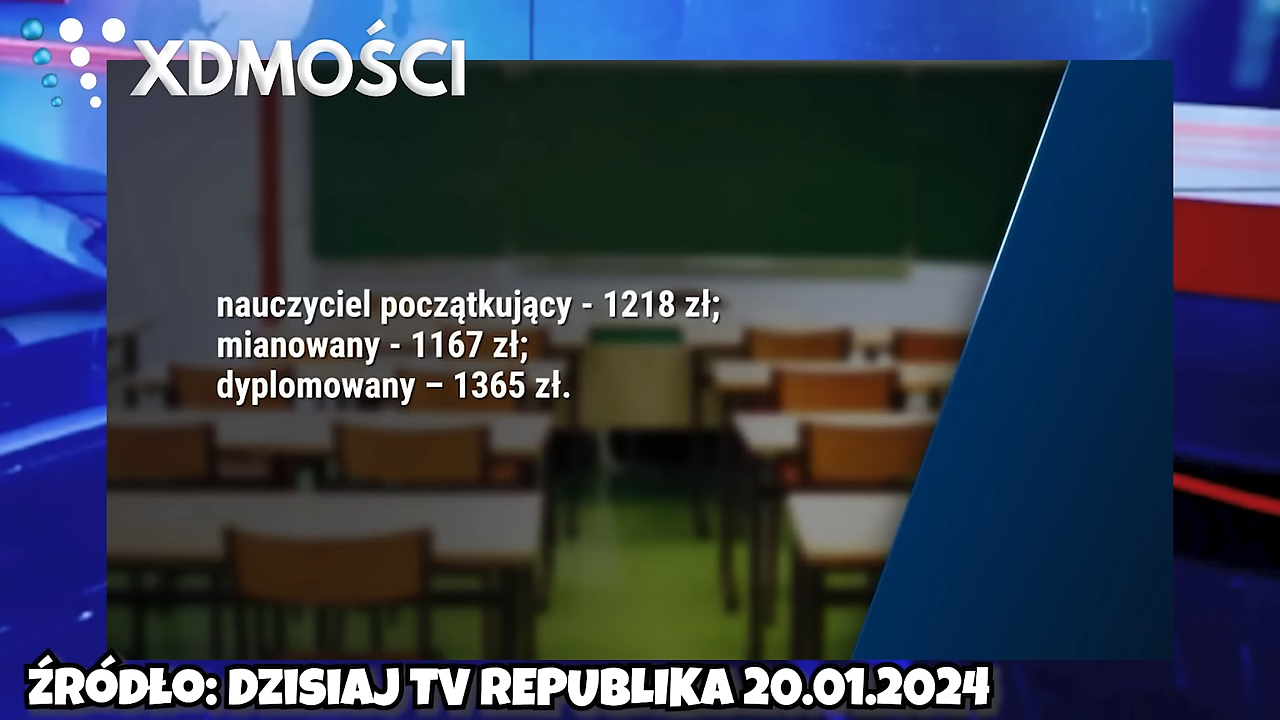 XDMOŚCI
nauczyciel początkujący - 1218 zł;
mianowany - 1167 zł;
dyplomowany – 1365 zł.
ŹRÓDŁO: DZISIAJ TV REPUBLIKA 20.01.2024